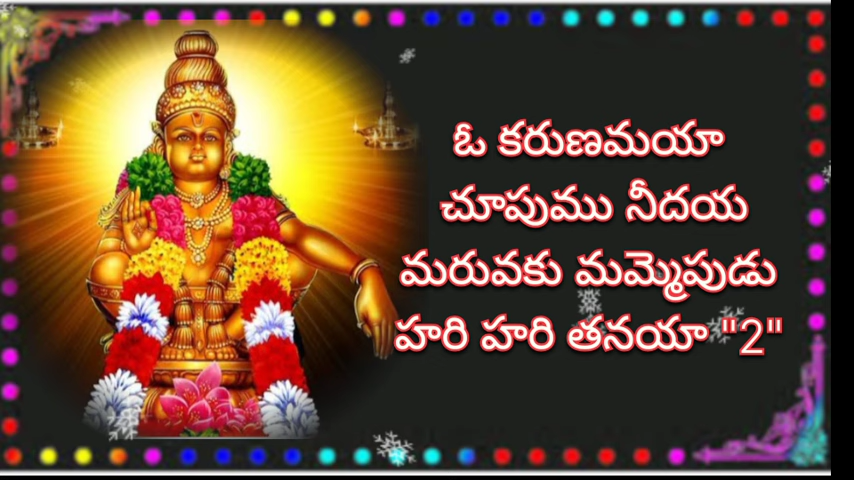 ఓ కరుణమయా
చూపుము నీదయ
మరువకు మమ్మెపుడు
హరి హరి తనయా "2"